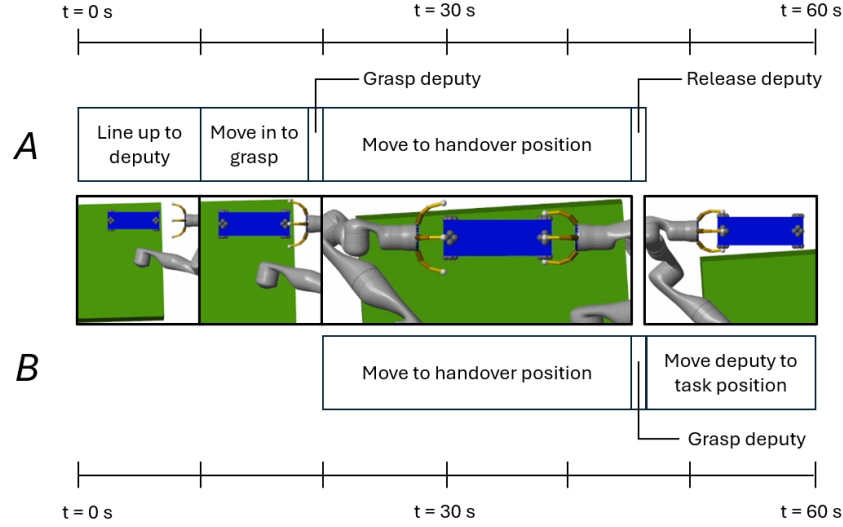 t = 0 s
t = 30 s
t = 60 s
Grasp deputy
Release deputy
A
Line up to
deputy
Move in to
grasp
Move to handover position
B
Move to handover position
Move deputy to
task position
Grasp deputy
t = 0 s
t = 30 s
t = 60 s